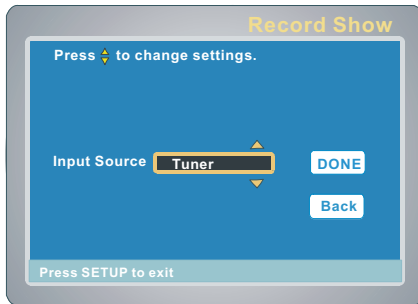 Record Show
Press to change settings.
Input Source Tuner DONE
Back
Press SETUP to exit